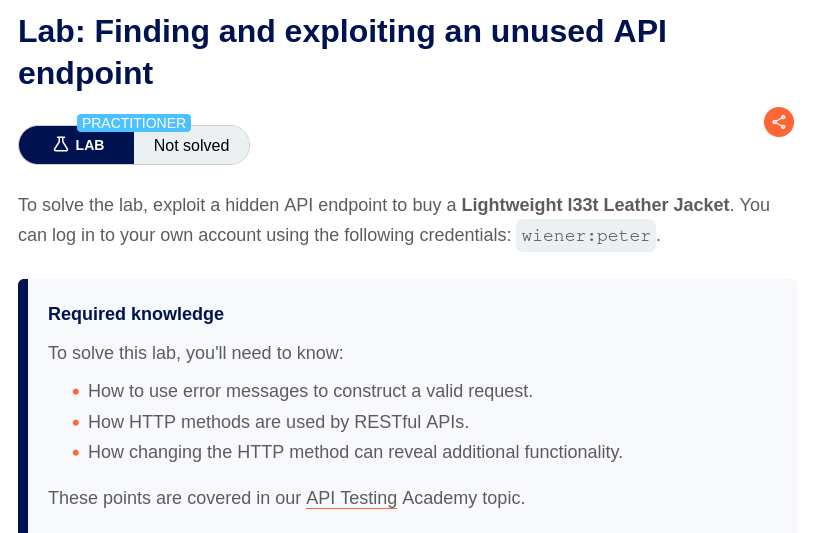 Lab: Finding and exploiting an unused API
endpoint
PRACTITIONER
LAB
Not solved
To solve the lab, exploit a hidden API endpoint to buy a Lightweight l33t Leather Jacket. You
can log in to your own account using the following credentials: wiener:peter.
Required knowledge
To solve this lab, you'll need to know:
• How to use error messages to construct a valid request.
• How HTTP methods are used by RESTful APIs.
• How changing the HTTP method can reveal additional functionality.
These points are covered in our API Testing Academy topic.